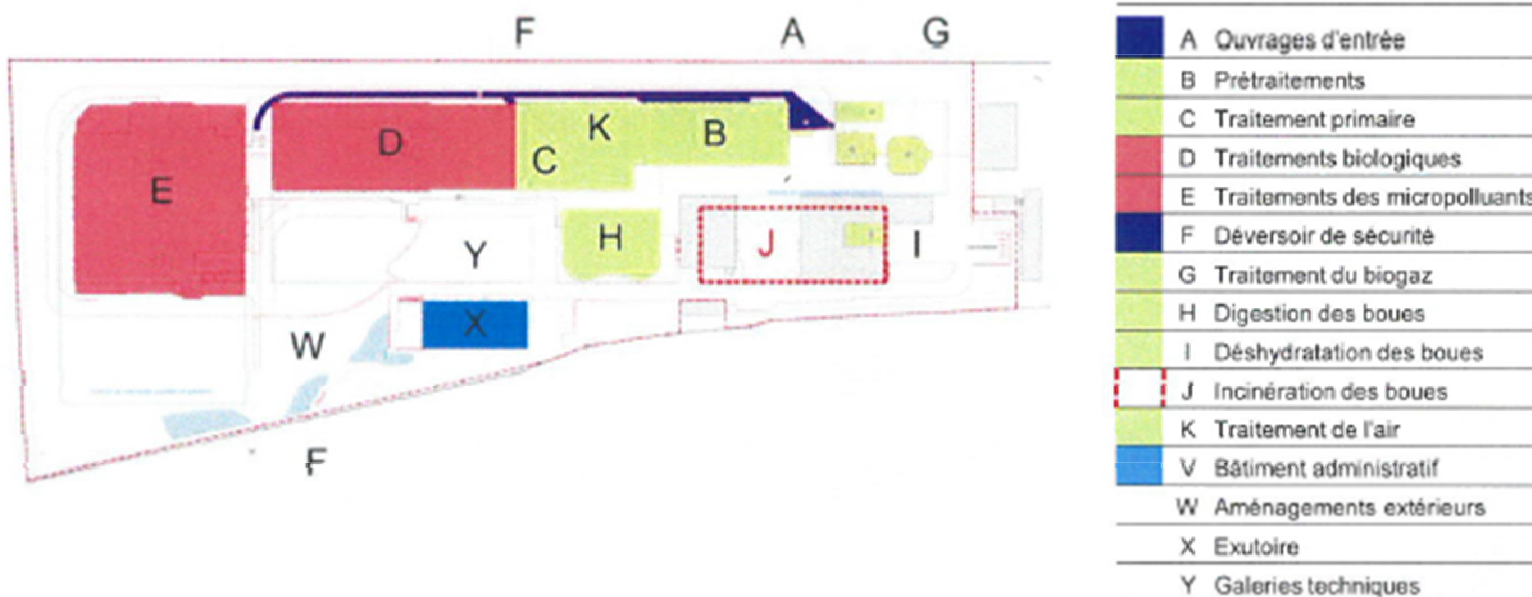 F A G
K
D B
C
E
H
J I
Y
X
W
F
A Ouvrages d'entrée
B Prétraitements
C Traitement primaire
D Traitements biologiques
E Traitements des micropolluants
F Déversoir de sécurité
G Traitement du biogaz
H Digestion des boues
I Déshydratation des boues
J Incinération des boues
K Traitement de l'air
V Bâtiment administratif
W Aménagements extérieurs
X Exutoire
Y Galeries techniques